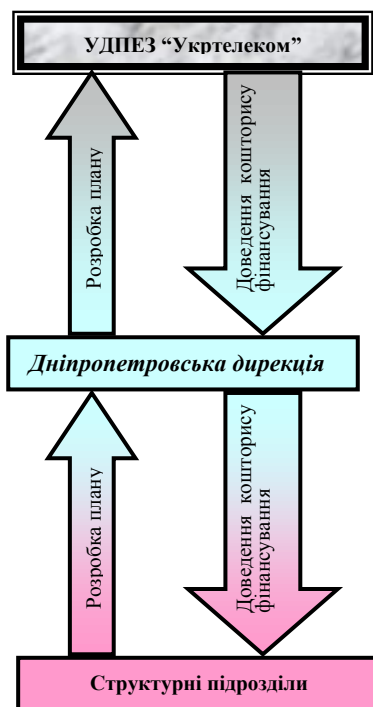 УДПЕЗ “Укртелеком”
Розробка плану
Доведення кошторису
фінансування
Дніпропетровська дирекція
Розробка плану
Доведення кошторису
фінансування
Структурні підрозділи